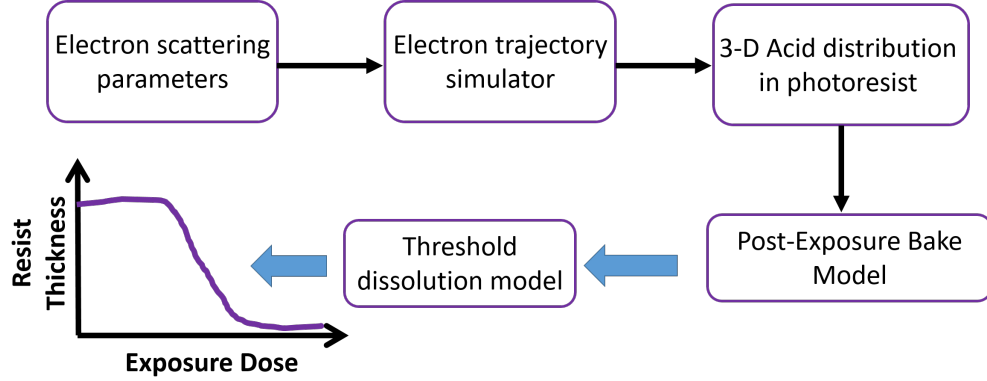 Electron scattering
parameters
Electron trajectory
simulator
3-D Acid distribution
in photoresist
Post-Exposure Bake
Model
Threshold
dissolution model
Resist
Thickness
Exposure Dose